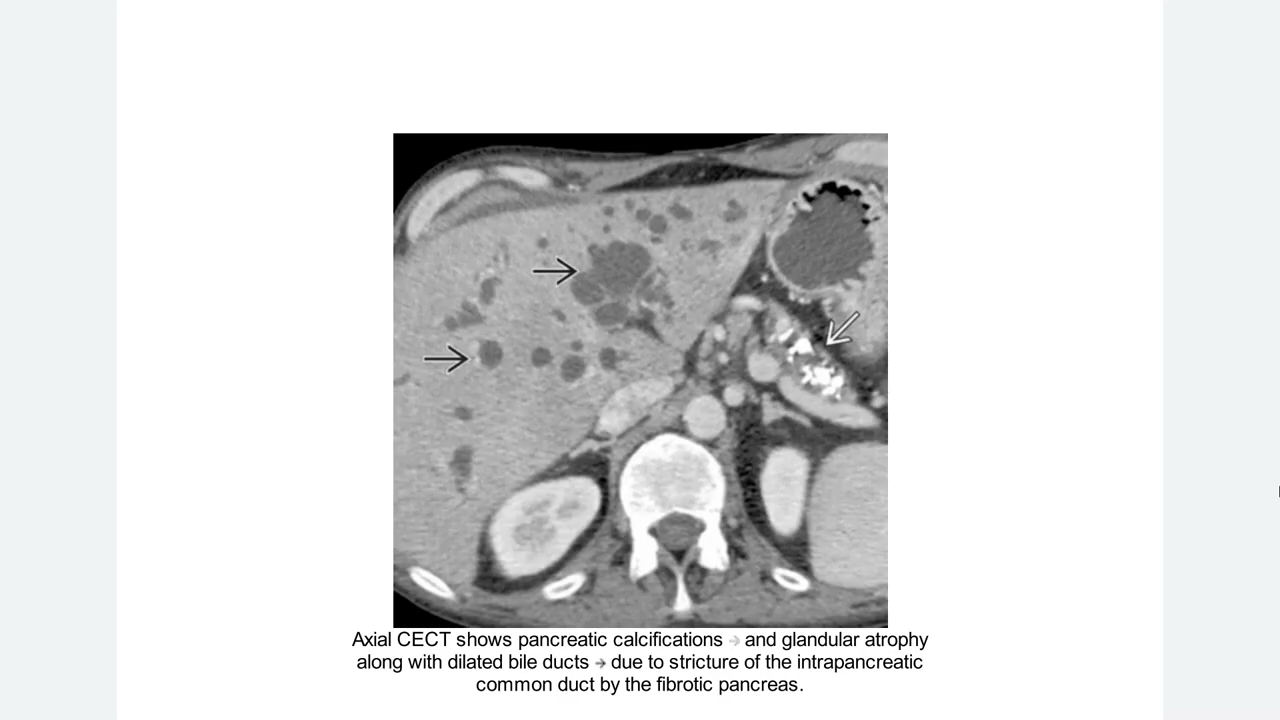 Axial CECT shows pancreatic calcifications → and glandular atrophy
along with dilated bile ducts → due to stricture of the intrapancreatic
common duct by the fibrotic pancreas.